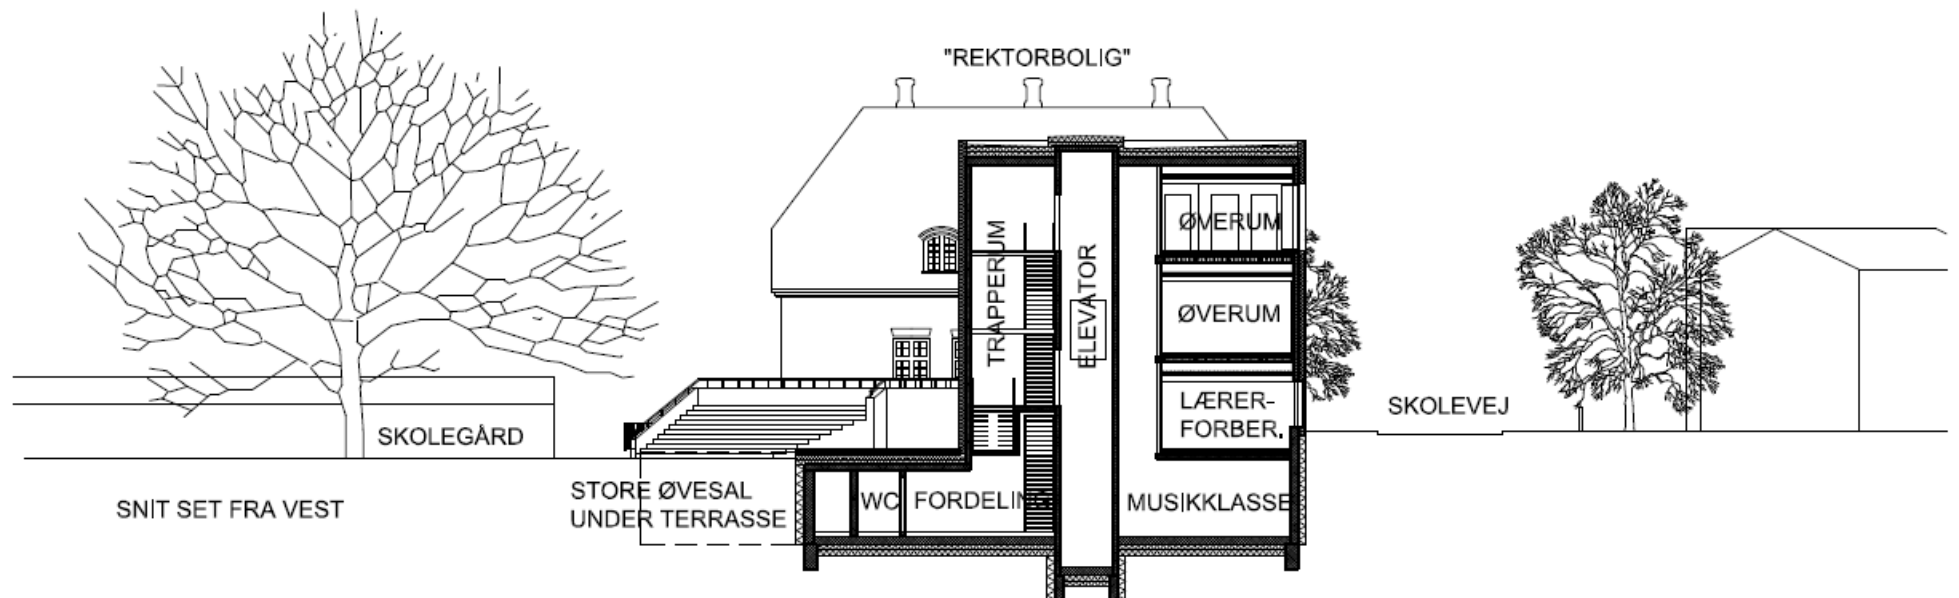 "REKTORBOLIG"
TRAPPERUM
ELEVATOR
ØVERUM
ØVERUM
LÆRER-
FORBER.
SKOLEVEJ
SKOLEGÅRD
SNIT SET FRA VEST
STORE ØVESAL
UNDER TERRASSE
WC
FORDELING
MUSIKKLASSE